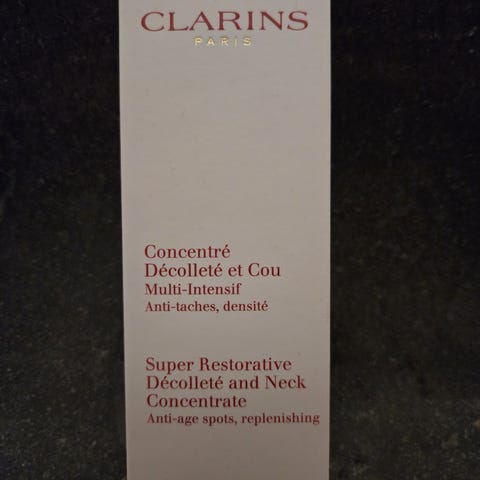 CLARINS
PARIS
Concentré
Décolleté et Cou
Multi-Intensif
Anti-taches, densité
Super Restorative
Décolleté and Neck
Concentrate
Anti-age spots, replenishing